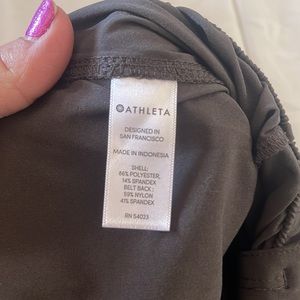 ATHLETA
DESIGNED IN
SAN FRANCISCO
MADE IN INDONESIA
SHELL:
86% POLYESTER,
14% SPANDEX
BELT BACK:
59% NYLON
41% SPANDEX
RN 54023